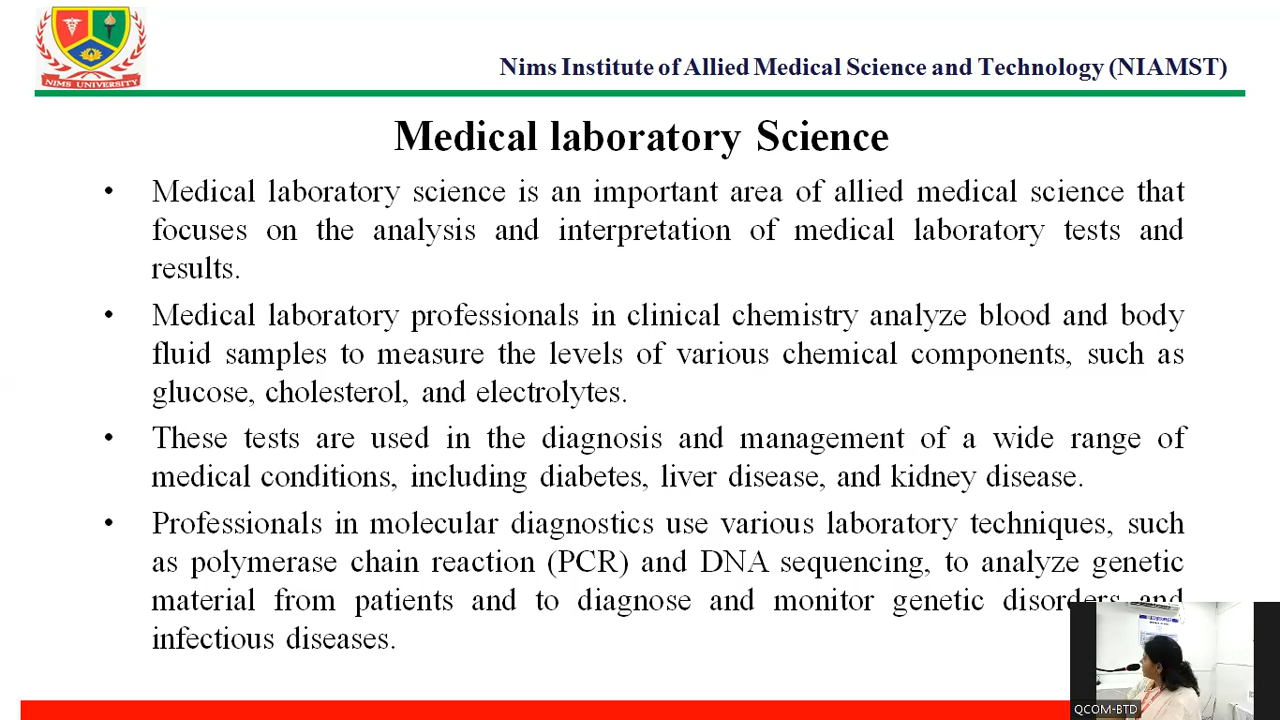 NIMS UNIVERSITY
Nims Institute of Allied Medical Science and Technology (NIAMST)
Medical laboratory Science
• Medical laboratory science is an important area of allied medical science that
focuses on the analysis and interpretation of medical laboratory tests and
results.
• Medical laboratory professionals in clinical chemistry analyze blood and body
fluid samples to measure the levels of various chemical components, such as
glucose, cholesterol, and electrolytes.
• These tests are used in the diagnosis and management of a wide range of
medical conditions, including diabetes, liver disease, and kidney disease.
• Professionals in molecular diagnostics use various laboratory techniques, such
as polymerase chain reaction (PCR) and DNA sequencing, to analyze genetic
material from patients and to diagnose and monitor genetic disorders and
infectious diseases.
QCOM-BTD